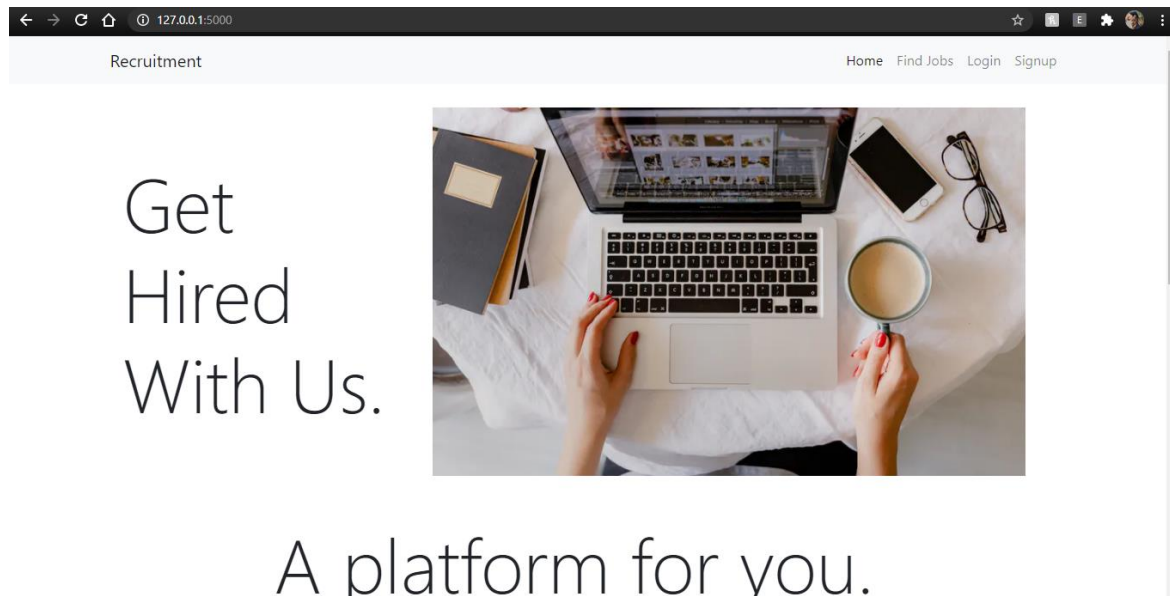 127.0.0.1:5000
E
Recruitment
Home Find Jobs Login Signup
Get
Hired
With Us.
A platform for you.